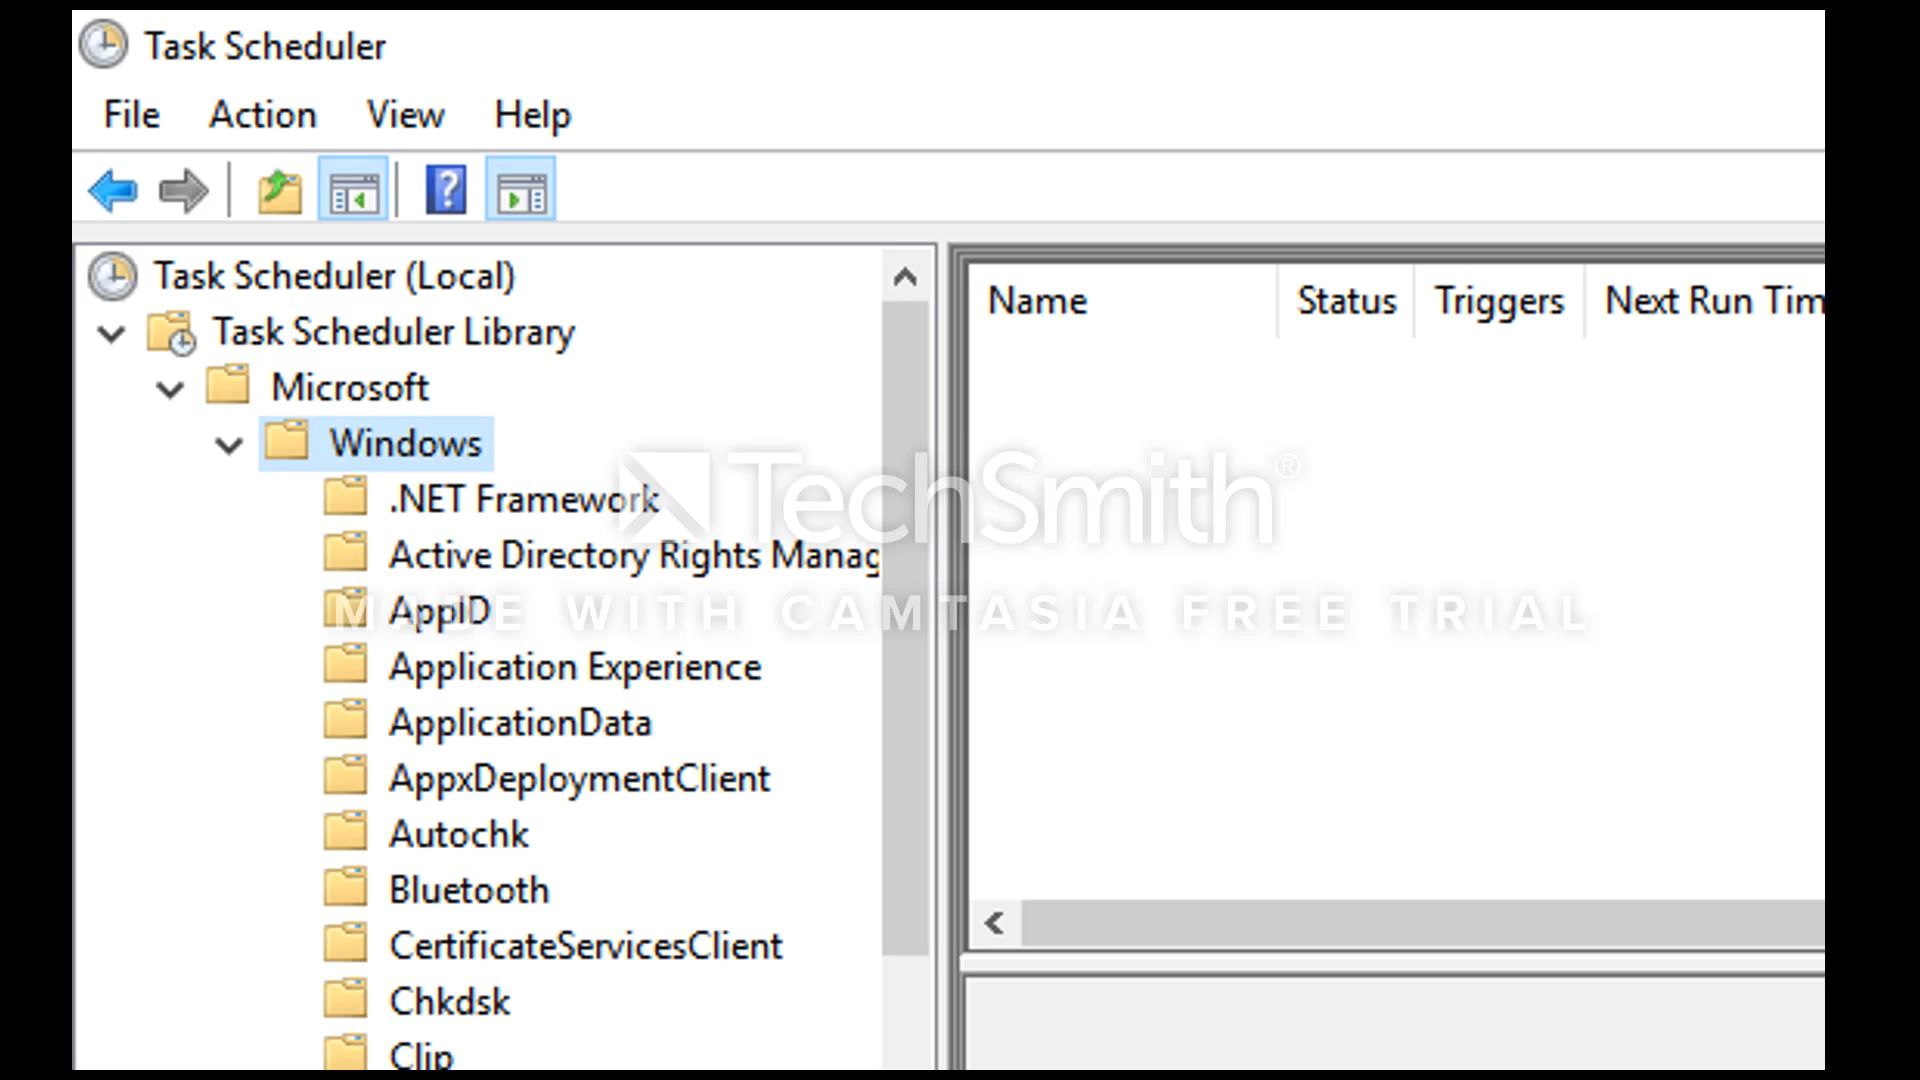 Task Scheduler
File Action View Help
Task Scheduler (Local)
Task Scheduler Library
Microsoft
Windows
.NET Framework
Active Directory Rights Manag
AppID
Application Experience
ApplicationData
AppxDeploymentClient
Autochk
Bluetooth
CertificateServicesClient
Chkdsk
Clip
Name Status Triggers Next Run Tim
TechSmith®
MADE WITH CAMTASIA FREE TRIAL